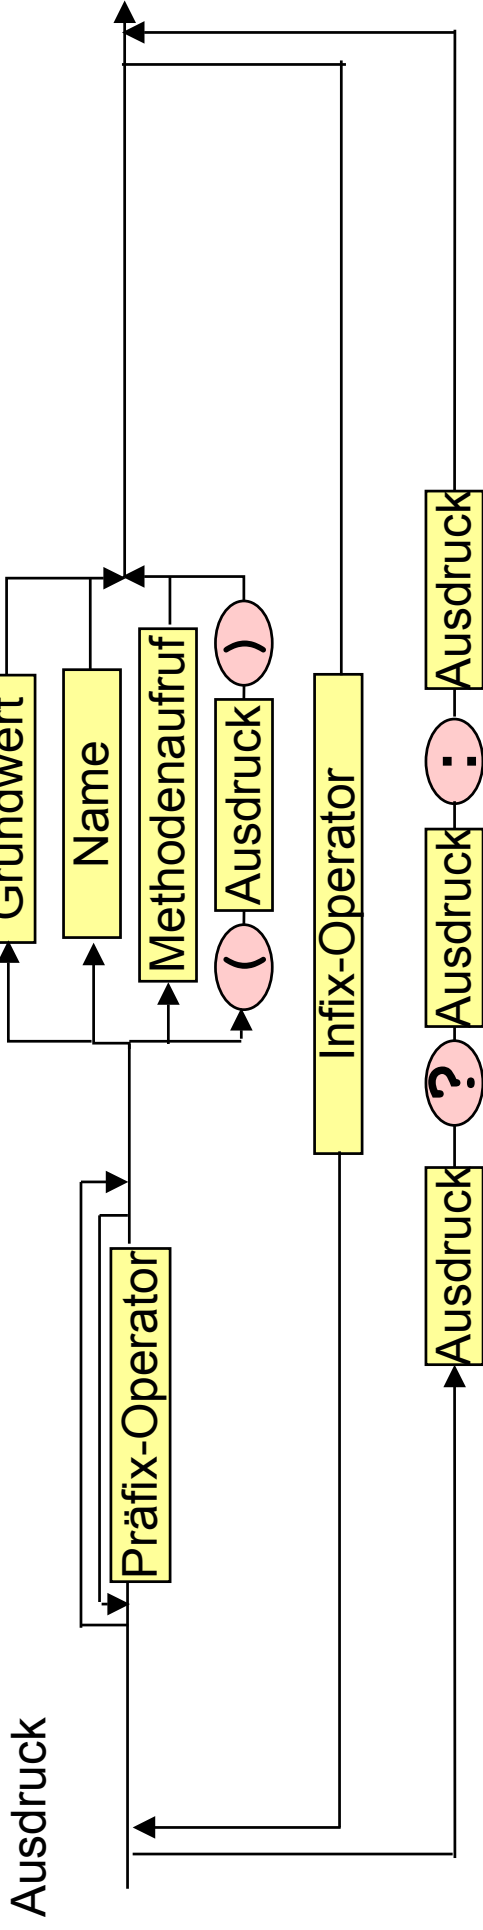 Ausdruck
Präfix-Operator
Grundwert
Name
Methodenaufruf
(
Ausdruck
)
Infix-Operator
Ausdruck
?
Ausdruck
:
Ausdruck